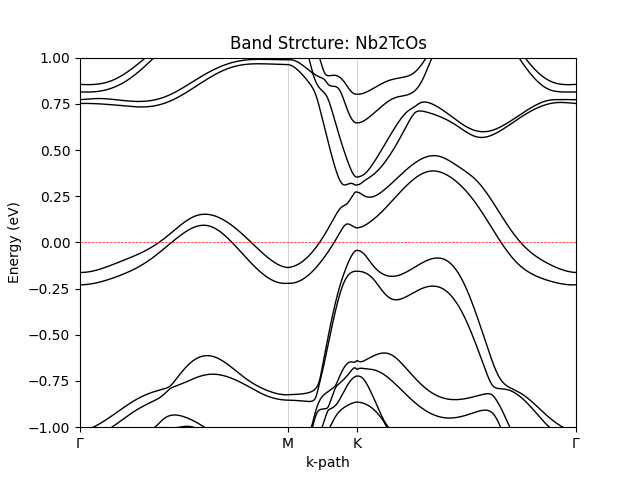 Band Strcture: Nb2TcOs
1.00
0.75
0.50
0.25
0.00
−0.25
−0.50
−0.75
−1.00
Energy (eV)
Γ M K Γ
k-path